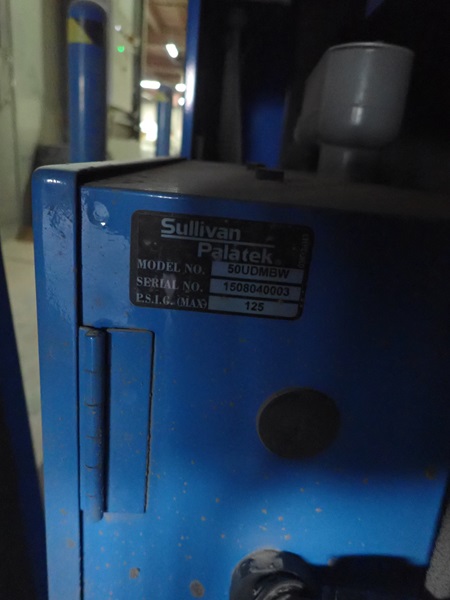 Sullivan
Palatek
MODEL NO. 50UDMBW
SERIAL NO. 1508040003
P.S.I.G. (MAX) 125